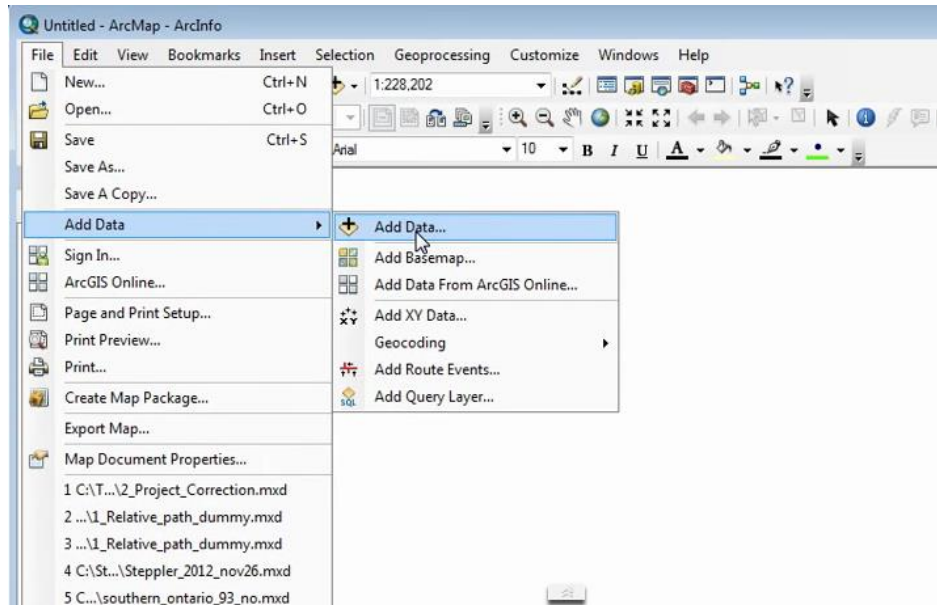 Untitled - ArcMap - ArcInfo
File Edit View Bookmarks Insert Selection Geoprocessing Customize Windows Help
New... Ctrl+N
1:228,202
Open... Ctrl+O
Save Ctrl+S
Arial 10 B I U A
Save As...
Save A Copy...
Add Data
Add Data...
Sign In...
Add Basemap...
ArcGIS Online...
Add Data From ArcGIS Online...
Page and Print Setup...
Add XY Data...
Print Preview...
Geocoding
Print...
Add Route Events...
Create Map Package...
SQL Add Query Layer...
Export Map...
Map Document Properties...
1 C:\T...\2_Project_Correction.mxd
2 ...\1_Relative_path_dummy.mxd
3 ...\1_Relative_path_dummy.mxd
4 C:\St...\Steppler_2012_nov26.mxd
5 C...\southern_ontario_93_no.mxd